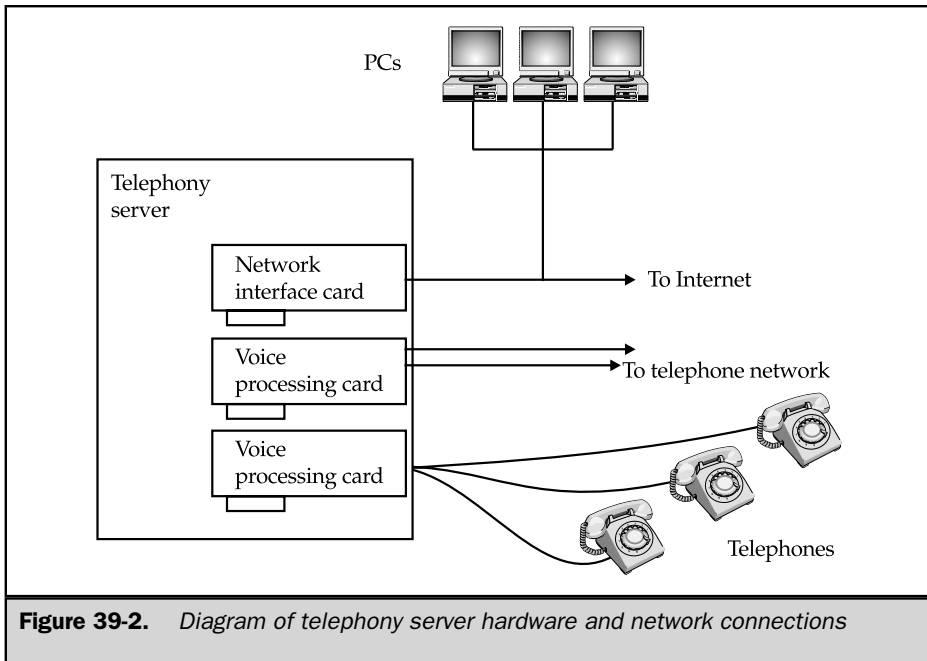 PCs
Telephony
server
Network
interface card
To Internet
Voice
processing card
To telephone network
Voice
processing card
Telephones
Figure 39-2. Diagram of telephony server hardware and network connections